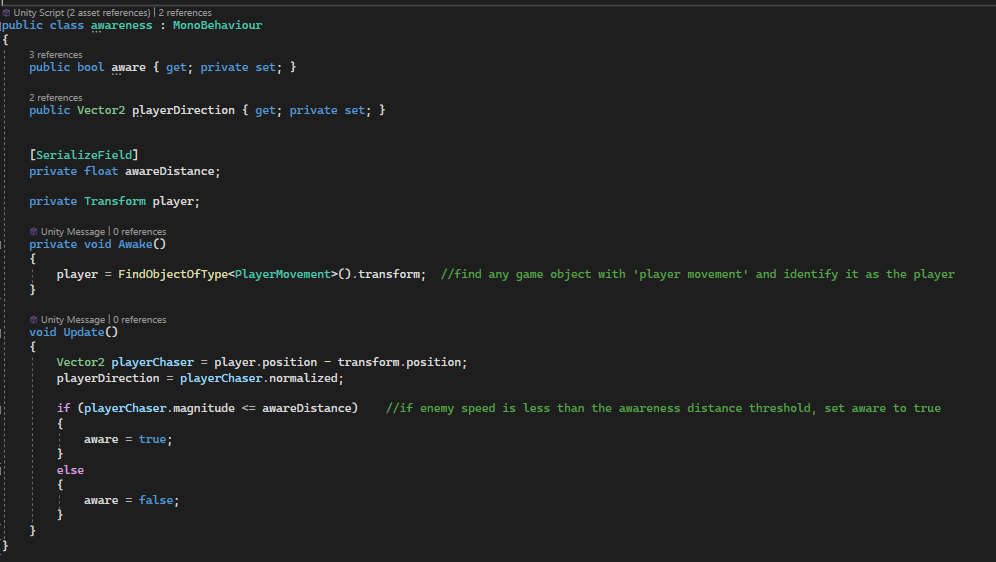 Unity Script (2 asset references) | 2 references
public class awareness : MonoBehaviour
{
3 references
public bool aware { get; private set; }
2 references
public Vector2 playerDirection { get; private set; }
[SerializeField]
private float awareDistance;
private Transform player;
Unity Message | 0 references
private void Awake()
{
player = FindObjectOfType<PlayerMovement>().transform; //find any game object with 'player movement' and identify it as the player
}
Unity Message | 0 references
void Update()
{
Vector2 playerChaser = player.position - transform.position;
playerDirection = playerChaser.normalized;
if (playerChaser.magnitude <= awareDistance) //if enemy speed is less than the awareness distance threshold, set aware to true
{
aware = true;
}
else
{
aware = false;
}
}
}